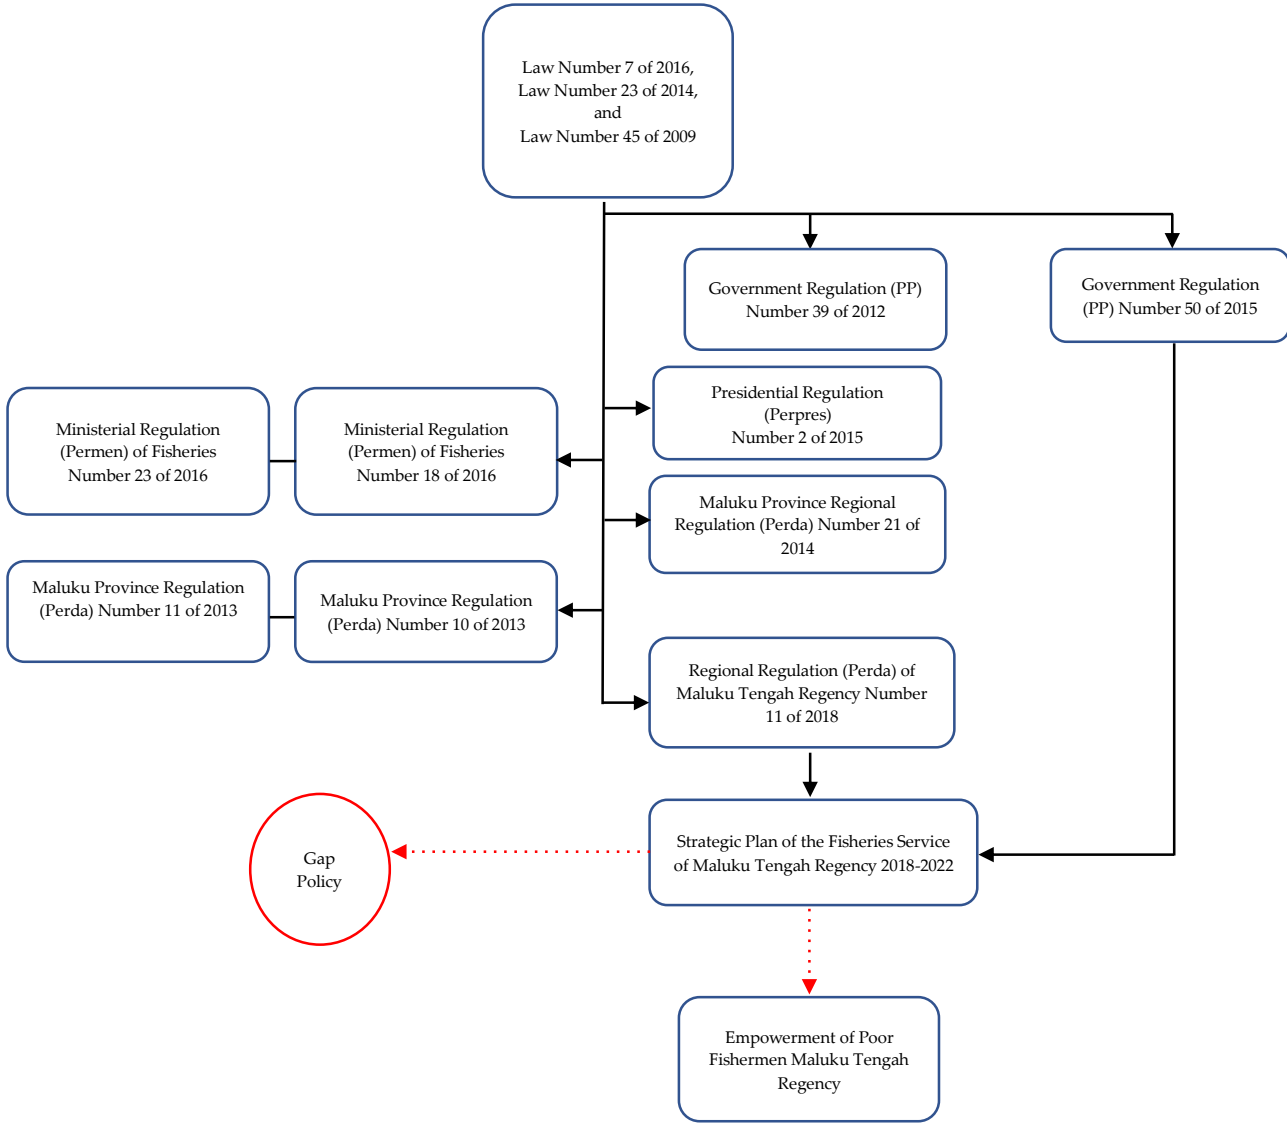 Law Number 7 of 2016,
Law Number 23 of 2014,
and
Law Number 45 of 2009
Government Regulation (PP)
Number 39 of 2012
Government Regulation
(PP) Number 50 of 2015
Presidential Regulation
(Perpres)
Number 2 of 2015
Ministerial Regulation
(Permen) of Fisheries
Number 23 of 2016
Ministerial Regulation
(Permen) of Fisheries
Number 18 of 2016
Maluku Province Regional
Regulation (Perda) Number 21 of
2014
Maluku Province Regulation
(Perda) Number 11 of 2013
Maluku Province Regulation
(Perda) Number 10 of 2013
Regional Regulation (Perda) of
Maluku Tengah Regency Number
11 of 2018
Strategic Plan of the Fisheries Service
of Maluku Tengah Regency 2018-2022
Gap
Policy
Empowerment of Poor
Fishermen Maluku Tengah
Regency